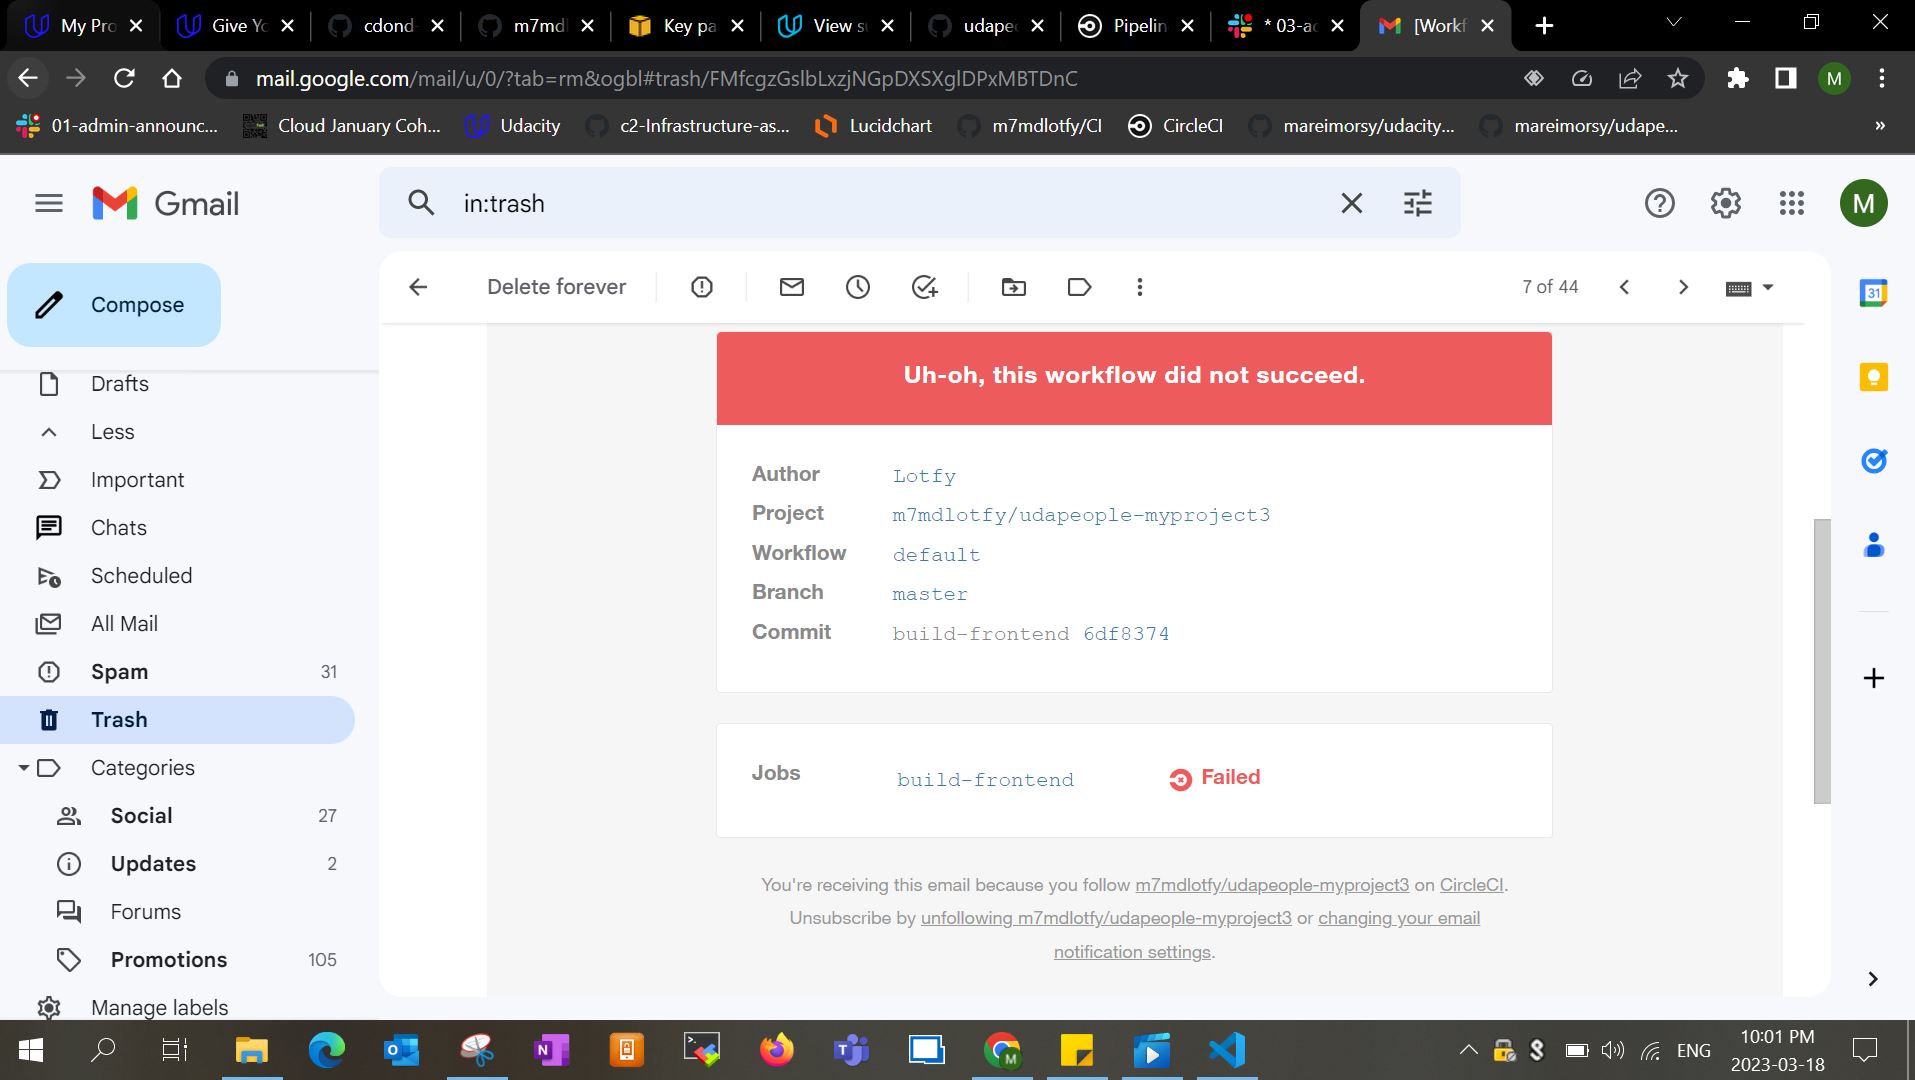 My Pro
Give Yo
cdond
m7mdl
Key pa
View su
udape
Pipelin
* 03-ac
[Workf
mail.google.com/mail/u/0/?tab=rm&ogbl#trash/FMfcgzGslbLxzjNGpDXSXglDPxMBTDnC
M
01-admin-announc...
Cloud January Coh...
Udacity
c2-Infrastructure-as...
Lucidchart
m7mdlotfy/CI
CircleCI
mareimorsy/udacity...
mareimorsy/udape...
»
Gmail
in:trash
M
Compose
Delete forever
7 of 44
31
Drafts
Less
Important
Chats
Scheduled
All Mail
Spam 31
Trash
Categories
Social 27
Updates 2
Forums
Promotions 105
Manage labels
Uh-oh, this workflow did not succeed.
Author Lotfy
Project m7mdlotfy/udapeople-myproject3
Workflow default
Branch master
Commit build-frontend 6df8374
Jobs build-frontend Failed
You're receiving this email because you follow m7mdlotfy/udapeople-myproject3 on CircleCI.
Unsubscribe by unfollowing m7mdlotfy/udapeople-myproject3 or changing your email
notification settings.
ENG
10:01 PM
2023-03-18